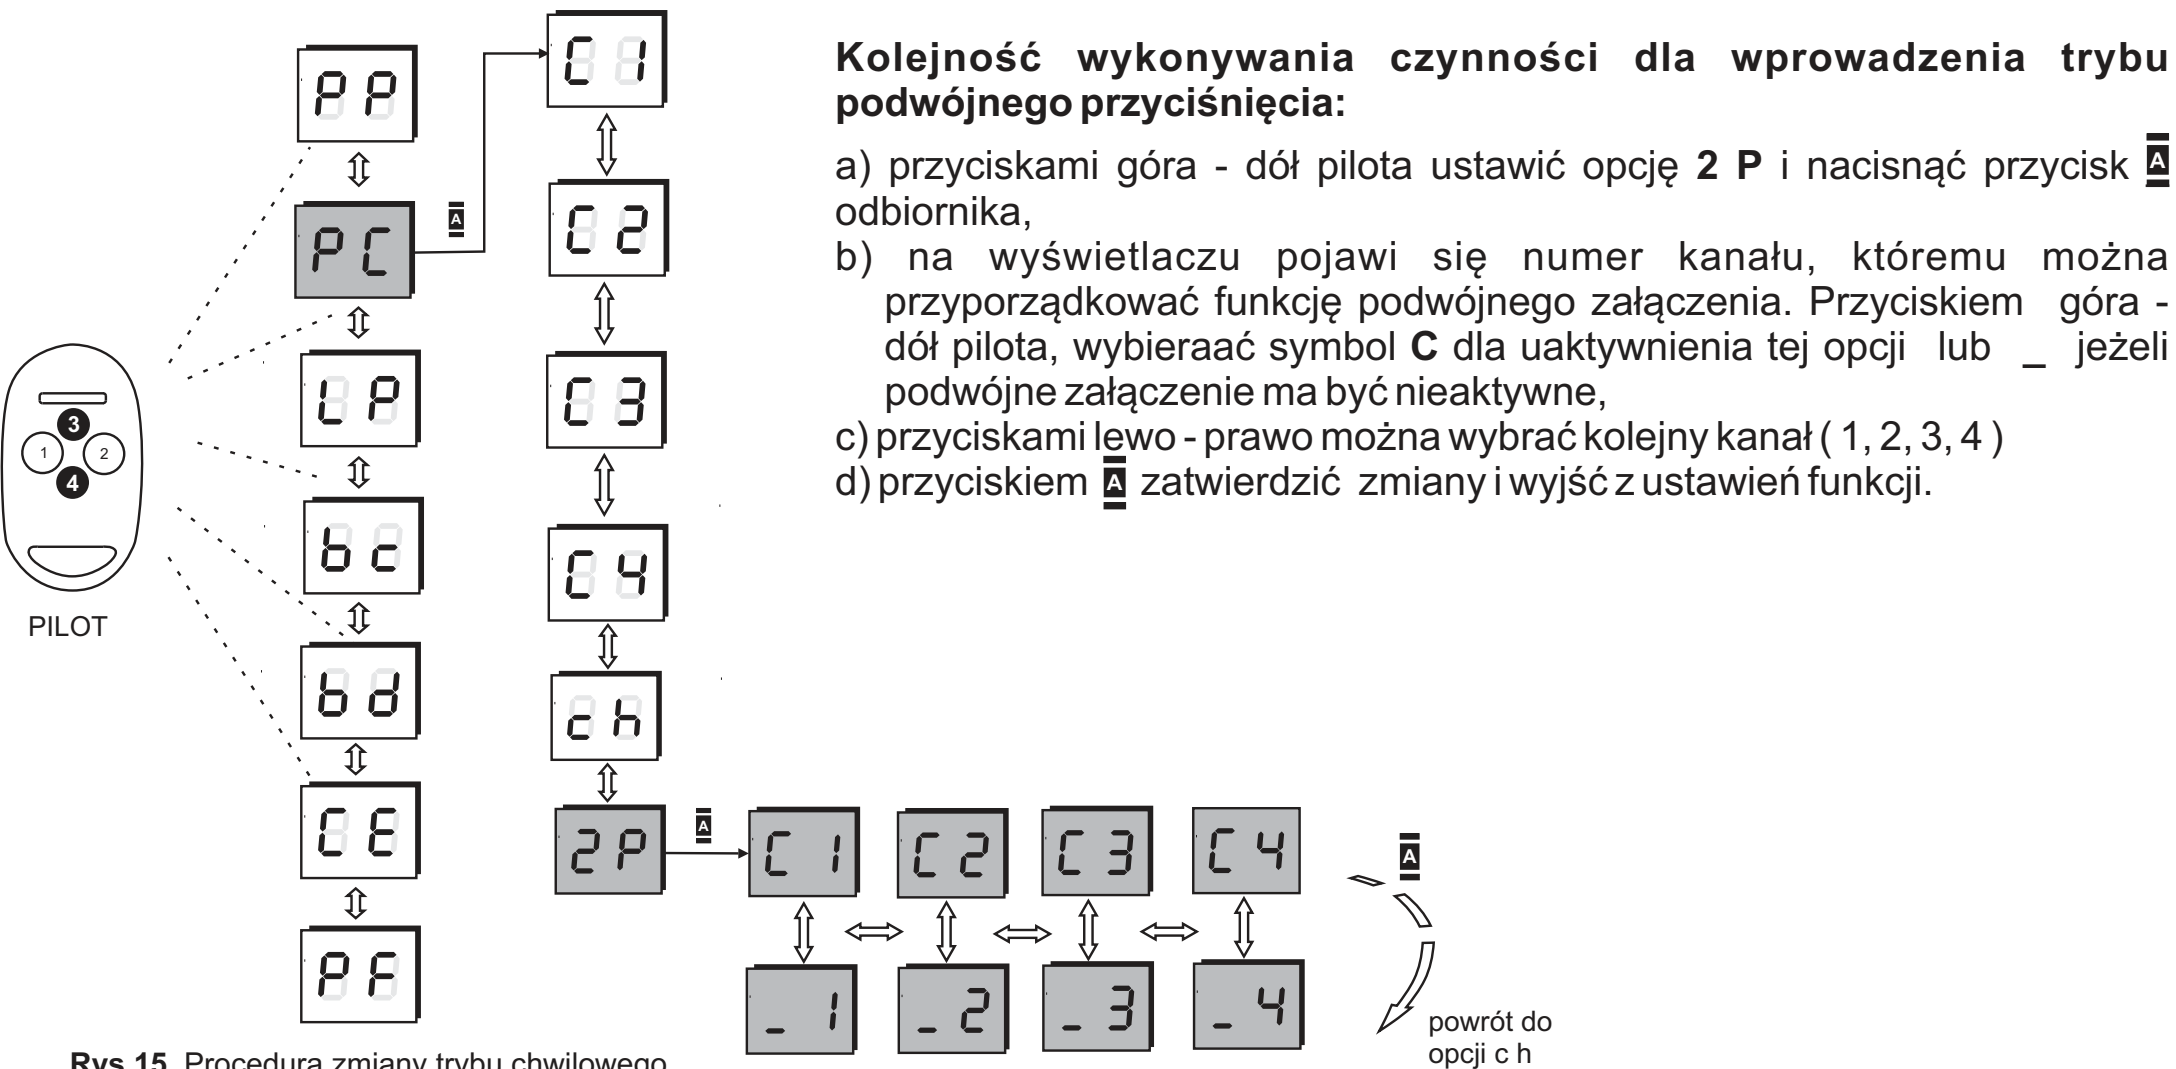 Kolejność wykonywania czynności dla wprowadzenia trybu
podwójnego przyciśnięcia:
a) przyciskami góra - dół pilota ustawić opcję 2 P i nacisnąć przycisk A
odbiornika,
b) na wyświetlaczu pojawi się numer kanału, któremu można
przyporządkować funkcję podwójnego załączenia. Przyciskiem góra -
dół pilota, wybieraać symbol C dla uaktywnienia tej opcji lub _ jeżeli
podwójne załączenie ma być nieaktywne,
c) przyciskami lewo - prawo można wybrać kolejny kanał ( 1, 2, 3, 4 )
d) przyciskiem A zatwierdzić zmiany i wyjść z ustawień funkcji.
3
1 2
4
PILOT
PP
PC
A
LP
bc
bd
CE
PF
C1
C2
C3
C4
ch
2P
A
C1 C2 C3 C4
A
_1 _2 _3 _4
powrót do
opcji c h
Rys 15. Procedura zmiany trybu chwilowego